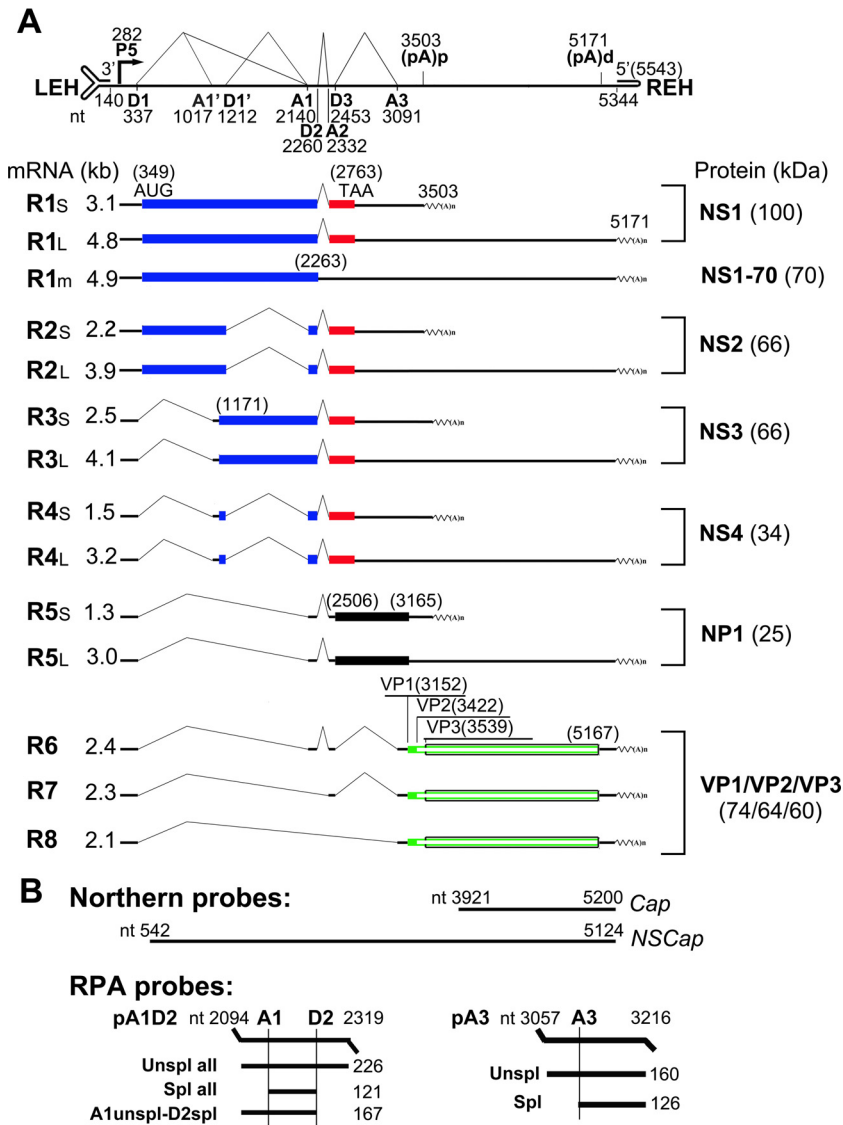 A
282
P5
3503
(pA)p
5171
(pA)d
3’
5’(5543)
LEH
REH
140
D1
A1’
D1’
A1
D3
A3
5344
nt
337
1017
1212
2140
2453
3091
D2
A2
2260
2332
mRNA (kb)
(349)
AUG
(2763)
TAA
Protein (kDa)
R1S 3.1
3503
(A)n
NS1 (100)
R1L 4.8
5171
(A)n
R1m 4.9
(2263)
(A)n
NS1-70 (70)
R2S 2.2
(A)n
NS2 (66)
R2L 3.9
(A)n
R3S 2.5
(1171)
(A)n
NS3 (66)
R3L 4.1
(A)n
R4S 1.5
(A)n
NS4 (34)
R4L 3.2
(A)n
R5S 1.3
(2506)
(3165)
(A)n
NP1 (25)
R5L 3.0
(A)n
VP1(3152)
VP2(3422)
VP3(3539)
(5167)
R6 2.4
(A)n
R7 2.3
(A)n
VP1/VP2/VP3
(74/64/60)
R8 2.1
(A)n
B
Northern probes:
nt 3921
5200
Cap
nt 542
5124
NSCap
RPA probes:
pA1D2 nt 2094 A1 D2 2319
Unspl all 226
Spl all 121
A1unspl-D2spl 167
pA3 nt 3057 A3 3216
Unspl 160
Spl 126